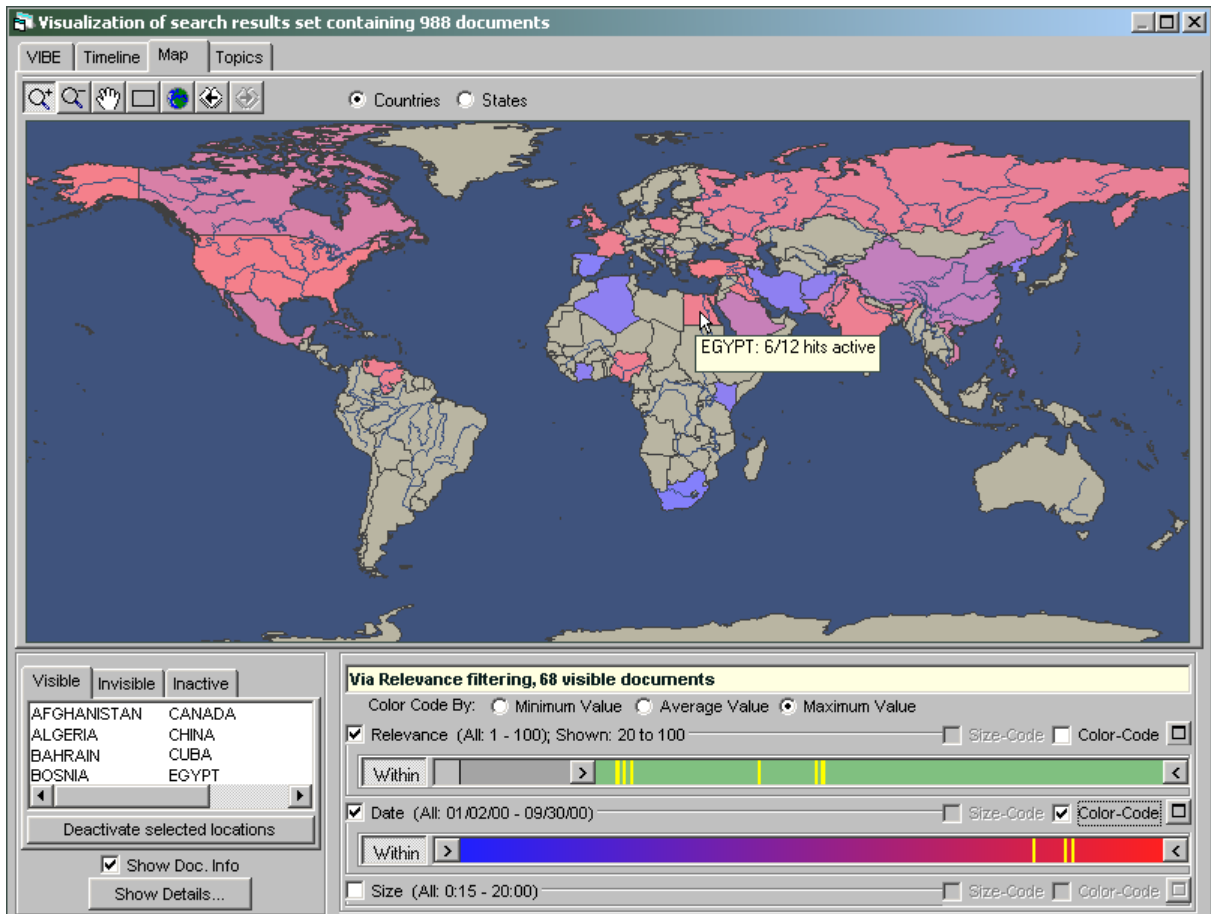 Visualization of search results set containing 988 documents
VIBE Timeline Map Topics
Countries States
EGYPT: 6/12 hits active
Visible Invisible Inactive
AFGHANISTAN CANADA
ALGERIA CHINA
BAHRAIN CUBA
BOSNIA EGYPT
Deactivate selected locations
Show Doc. Info
Show Details...
Via Relevance filtering, 68 visible documents
Color Code By: Minimum Value Average Value Maximum Value
Relevance (All: 1 - 100); Shown: 20 to 100 Size-Code Color-Code
Within
Date (All: 01/02/00 - 09/30/00) Size-Code Color-Code
Within
Size (All: 0:15 - 20:00) Size-Code Color-Code